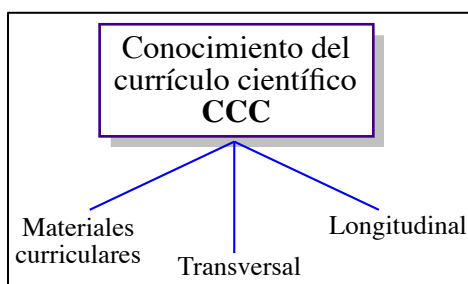 Conocimiento del
currículo científico
CCC
Materiales
curriculares
Transversal
Longitudinal